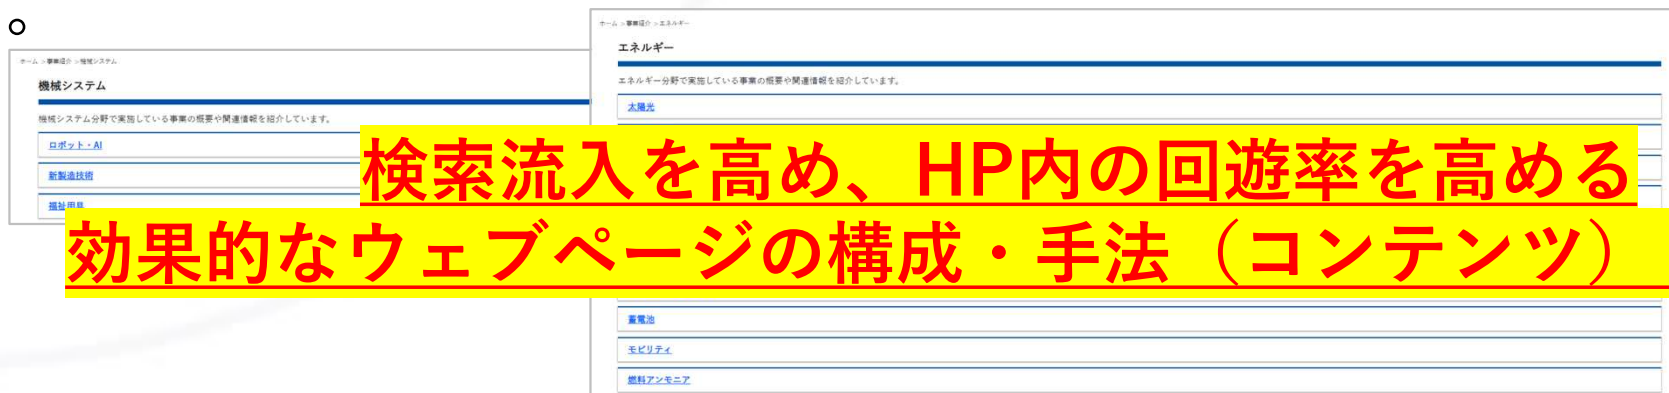 。
ホーム > 事業紹介 > 機械システム
機械システム
機械システム分野で実施している事業の概要や関連情報を紹介しています。
ロボット・AI
新製造技術
福祉用具
ホーム > 事業紹介 > エネルギー
エネルギー
エネルギー分野で実施している事業の概要や関連情報を紹介しています。
太陽光
検索流入を高め、HP内の回遊率を高める
効果的なウェブページの構成・手法（コンテンツ）
蓄電池
モビリティ
燃料アンモニア